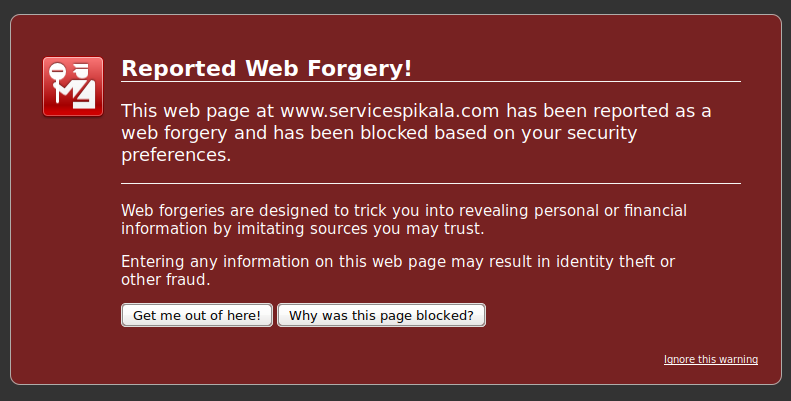 Reported Web Forgery!
This web page at www.servicespikala.com has been reported as a
web forgery and has been blocked based on your security
preferences.
Web forgeries are designed to trick you into revealing personal or financial
information by imitating sources you may trust.
Entering any information on this web page may result in identity theft or
other fraud.
Get me out of here! Why was this page blocked?
Ignore this warning